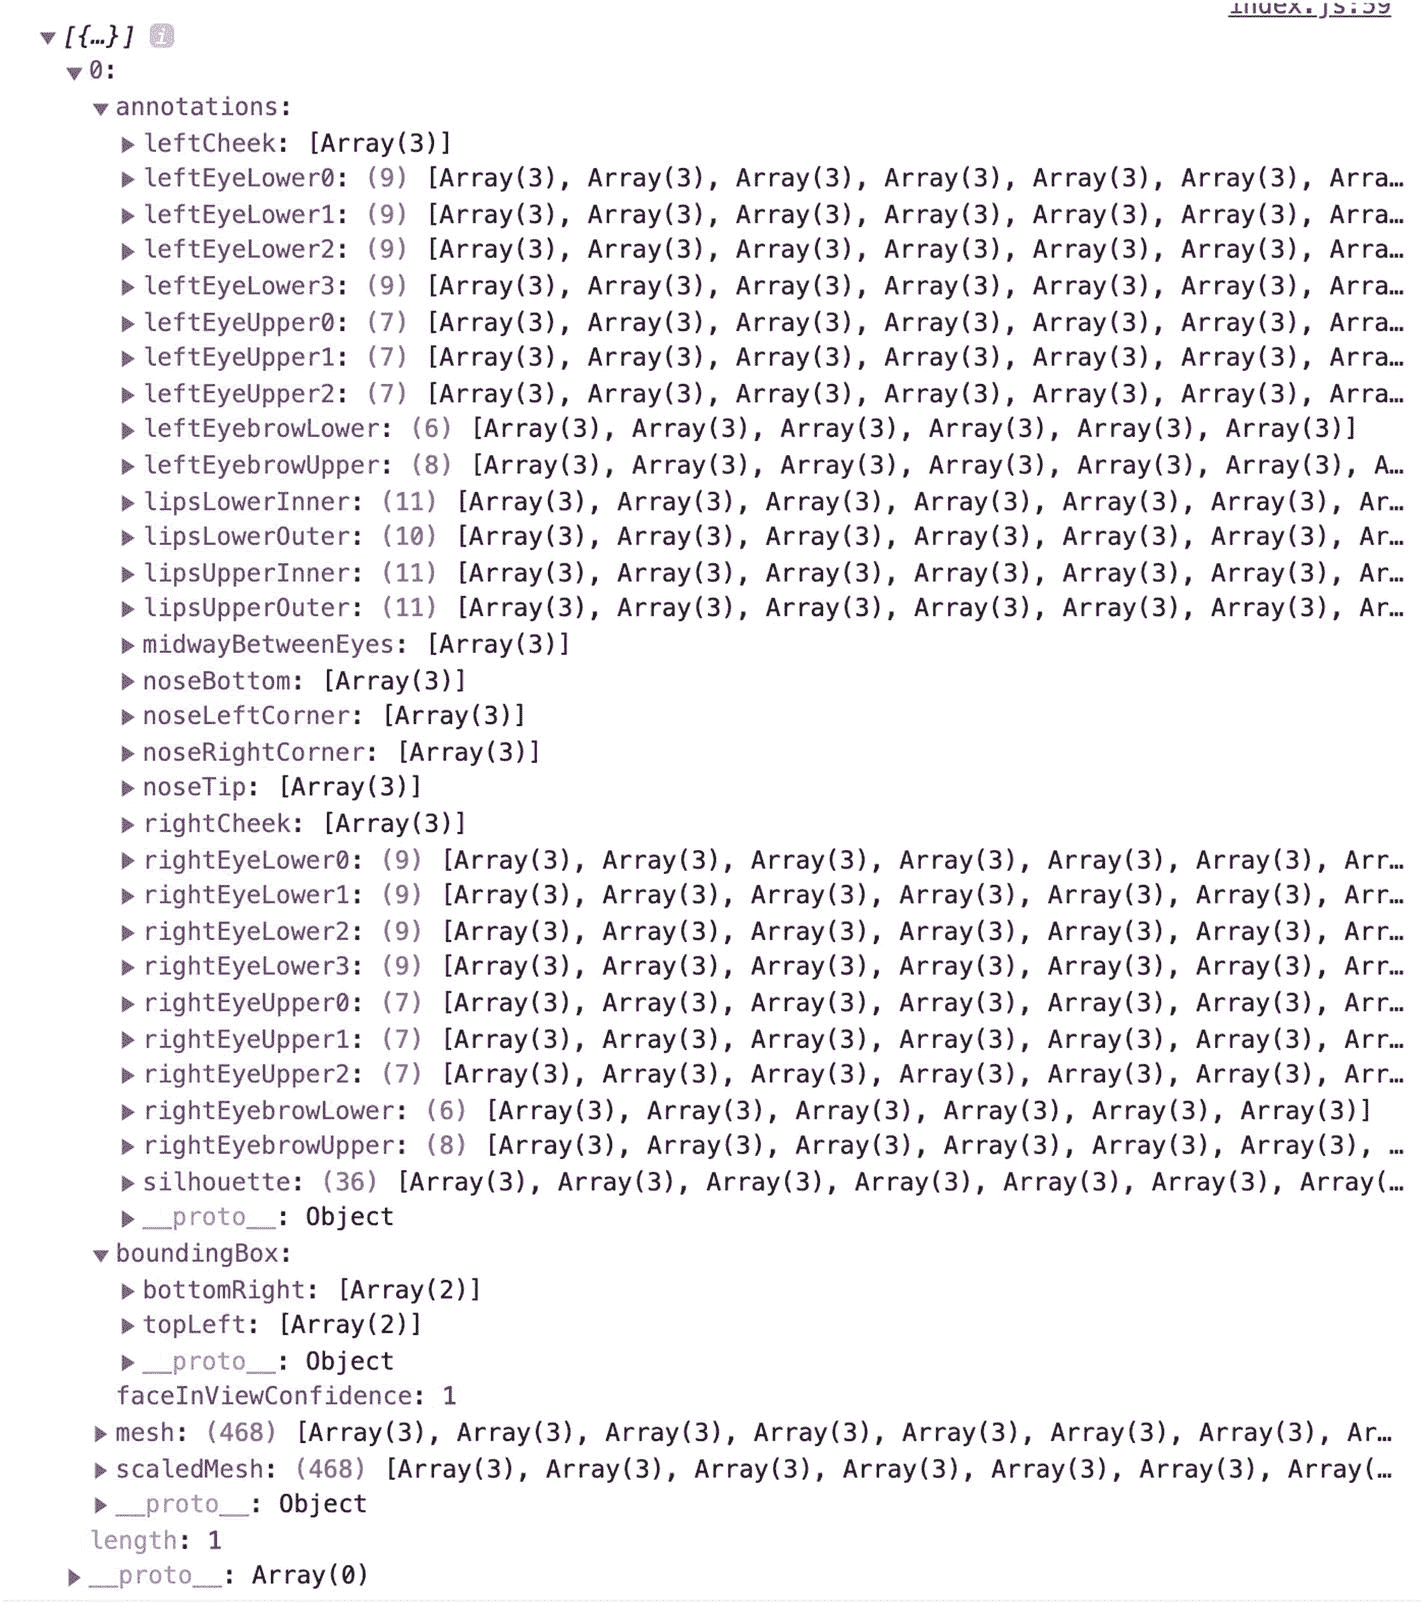 index.js:59
▼[{…}] i
▼0:
▼annotations:
▶leftCheek: [Array(3)]
▶leftEyeLower0: (9) [Array(3), Array(3), Array(3), Array(3), Array(3), Array(3), Arra…
▶leftEyeLower1: (9) [Array(3), Array(3), Array(3), Array(3), Array(3), Array(3), Arra…
▶leftEyeLower2: (9) [Array(3), Array(3), Array(3), Array(3), Array(3), Array(3), Arra…
▶leftEyeLower3: (9) [Array(3), Array(3), Array(3), Array(3), Array(3), Array(3), Arra…
▶leftEyeUpper0: (7) [Array(3), Array(3), Array(3), Array(3), Array(3), Array(3), Arra…
▶leftEyeUpper1: (7) [Array(3), Array(3), Array(3), Array(3), Array(3), Array(3), Arra…
▶leftEyeUpper2: (7) [Array(3), Array(3), Array(3), Array(3), Array(3), Array(3), Arra…
▶leftEyebrowLower: (6) [Array(3), Array(3), Array(3), Array(3), Array(3), Array(3)]
▶leftEyebrowUpper: (8) [Array(3), Array(3), Array(3), Array(3), Array(3), Array(3), A…
▶lipsLowerInner: (11) [Array(3), Array(3), Array(3), Array(3), Array(3), Array(3), Ar…
▶lipsLowerOuter: (10) [Array(3), Array(3), Array(3), Array(3), Array(3), Array(3), Ar…
▶lipsUpperInner: (11) [Array(3), Array(3), Array(3), Array(3), Array(3), Array(3), Ar…
▶lipsUpperOuter: (11) [Array(3), Array(3), Array(3), Array(3), Array(3), Array(3), Ar…
▶midwayBetweenEyes: [Array(3)]
▶noseBottom: [Array(3)]
▶noseLeftCorner: [Array(3)]
▶noseRightCorner: [Array(3)]
▶noseTip: [Array(3)]
▶rightCheek: [Array(3)]
▶rightEyeLower0: (9) [Array(3), Array(3), Array(3), Array(3), Array(3), Array(3), Arr…
▶rightEyeLower1: (9) [Array(3), Array(3), Array(3), Array(3), Array(3), Array(3), Arr…
▶rightEyeLower2: (9) [Array(3), Array(3), Array(3), Array(3), Array(3), Array(3), Arr…
▶rightEyeLower3: (9) [Array(3), Array(3), Array(3), Array(3), Array(3), Array(3), Arr…
▶rightEyeUpper0: (7) [Array(3), Array(3), Array(3), Array(3), Array(3), Array(3), Arr…
▶rightEyeUpper1: (7) [Array(3), Array(3), Array(3), Array(3), Array(3), Array(3), Arr…
▶rightEyeUpper2: (7) [Array(3), Array(3), Array(3), Array(3), Array(3), Array(3), Arr…
▶rightEyebrowLower: (6) [Array(3), Array(3), Array(3), Array(3), Array(3), Array(3)]
▶rightEyebrowUpper: (8) [Array(3), Array(3), Array(3), Array(3), Array(3), Array(3), …
▶silhouette: (36) [Array(3), Array(3), Array(3), Array(3), Array(3), Array(3), Array(…
▶__proto__: Object
▼boundingBox:
▶bottomRight: [Array(2)]
▶topLeft: [Array(2)]
▶__proto__: Object
faceInViewConfidence: 1
▶mesh: (468) [Array(3), Array(3), Array(3), Array(3), Array(3), Array(3), Array(3), Ar…
▶scaledMesh: (468) [Array(3), Array(3), Array(3), Array(3), Array(3), Array(3), Array(…
▶__proto__: Object
length: 1
▶__proto__: Array(0)